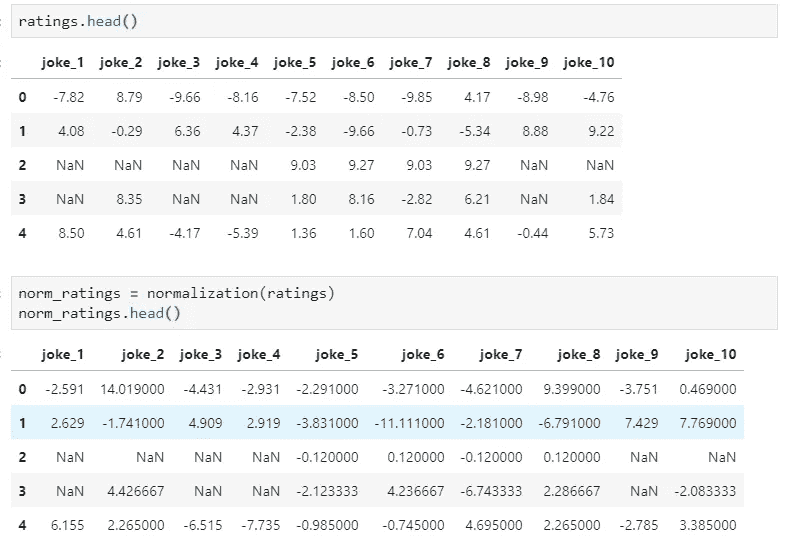 ratings.head()
joke_1 joke_2 joke_3 joke_4 joke_5 joke_6 joke_7 joke_8 joke_9 joke_10
0 -7.82 8.79 -9.66 -8.16 -7.52 -8.50 -9.85 4.17 -8.98 -4.76
1 4.08 -0.29 6.36 4.37 -2.38 -9.66 -0.73 -5.34 8.88 9.22
2 NaN NaN NaN NaN 9.03 9.27 9.03 9.27 NaN NaN
3 NaN 8.35 NaN NaN 1.80 8.16 -2.82 6.21 NaN 1.84
4 8.50 4.61 -4.17 -5.39 1.36 1.60 7.04 4.61 -0.44 5.73
norm_ratings = normalization(ratings)
norm_ratings.head()
joke_1 joke_2 joke_3 joke_4 joke_5 joke_6 joke_7 joke_8 joke_9 joke_10
0 -2.591 14.019000 -4.431 -2.931 -2.291000 -3.271000 -4.621000 9.399000 -3.751 0.469000
1 2.629 -1.741000 4.909 2.919 -3.831000 -11.111000 -2.181000 -6.791000 7.429 7.769000
2 NaN NaN NaN NaN -0.120000 0.120000 -0.120000 0.120000 NaN NaN
3 NaN 4.426667 NaN NaN -2.123333 4.236667 -6.743333 2.286667 NaN -2.083333
4 6.155 2.265000 -6.515 -7.735 -0.985000 -0.745000 4.695000 2.265000 -2.785 3.385000